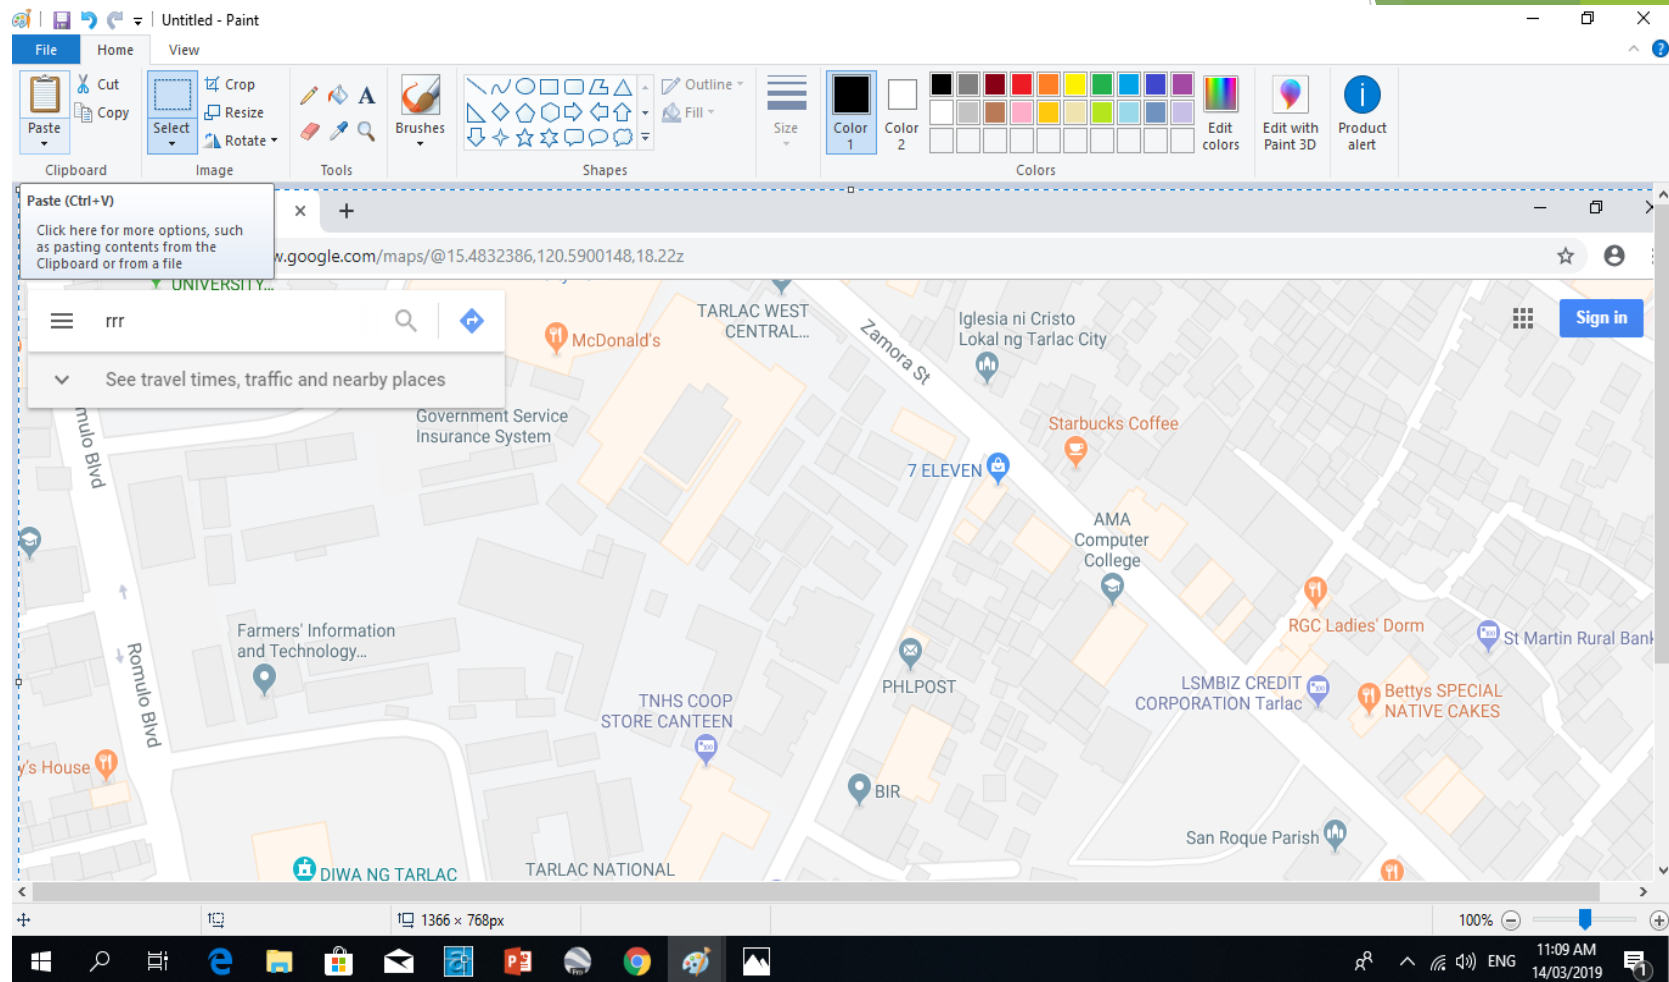 Untitled - Paint
File Home View
Paste
Cut
Copy
Clipboard
Select
Crop
Resize
Rotate
Image
A
Tools
Brushes
Outline
Fill
Shapes
Size
Color 1
Color 2
Edit colors
Colors
Edit with Paint 3D
Product alert
Paste (Ctrl+V)
Click here for more options, such
as pasting contents from the
Clipboard or from a file
w.google.com/maps/@15.4832386,120.5900148,18.22z
UNIVERSITY...
rrr
See travel times, traffic and nearby places
Sign in
McDonald's
TARLAC WEST
CENTRAL...
Zamora St
Iglesia ni Cristo
Lokal ng Tarlac City
Government Service
Insurance System
mulo Blvd
Starbucks Coffee
7 ELEVEN
AMA
Computer
College
Farmers' Information
and Technology...
Romulo Blvd
RGC Ladies' Dorm
St Martin Rural Bank
PHLPOST
LSMBIZ CREDIT
CORPORATION Tarlac
Bettys SPECIAL
NATIVE CAKES
TNHS COOP
STORE CANTEEN
y's House
BIR
San Roque Parish
DIWA NG TARLAC
TARLAC NATIONAL
1366 × 768px
100%
ENG
11:09 AM
14/03/2019
1